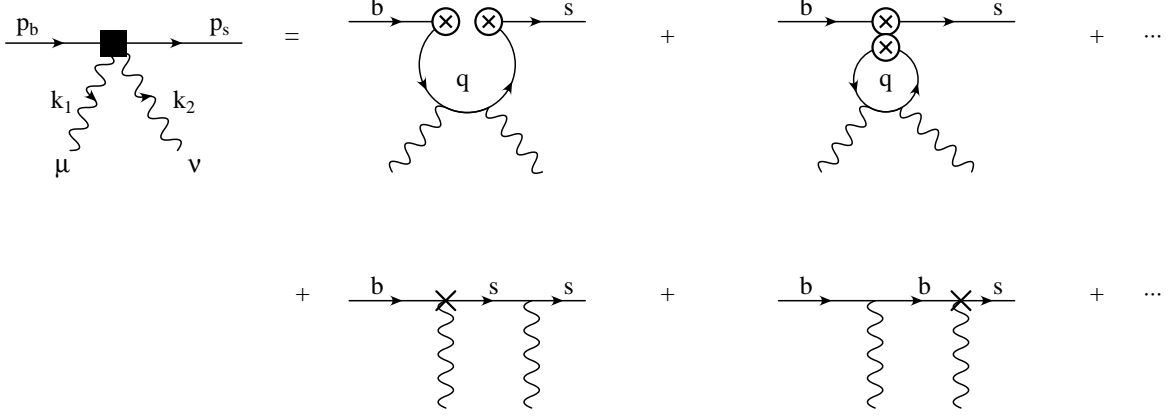 p_b p_s = b s + b s + ...
k_1 k_2 q q
μ ν
+ b s s + b b s + ...